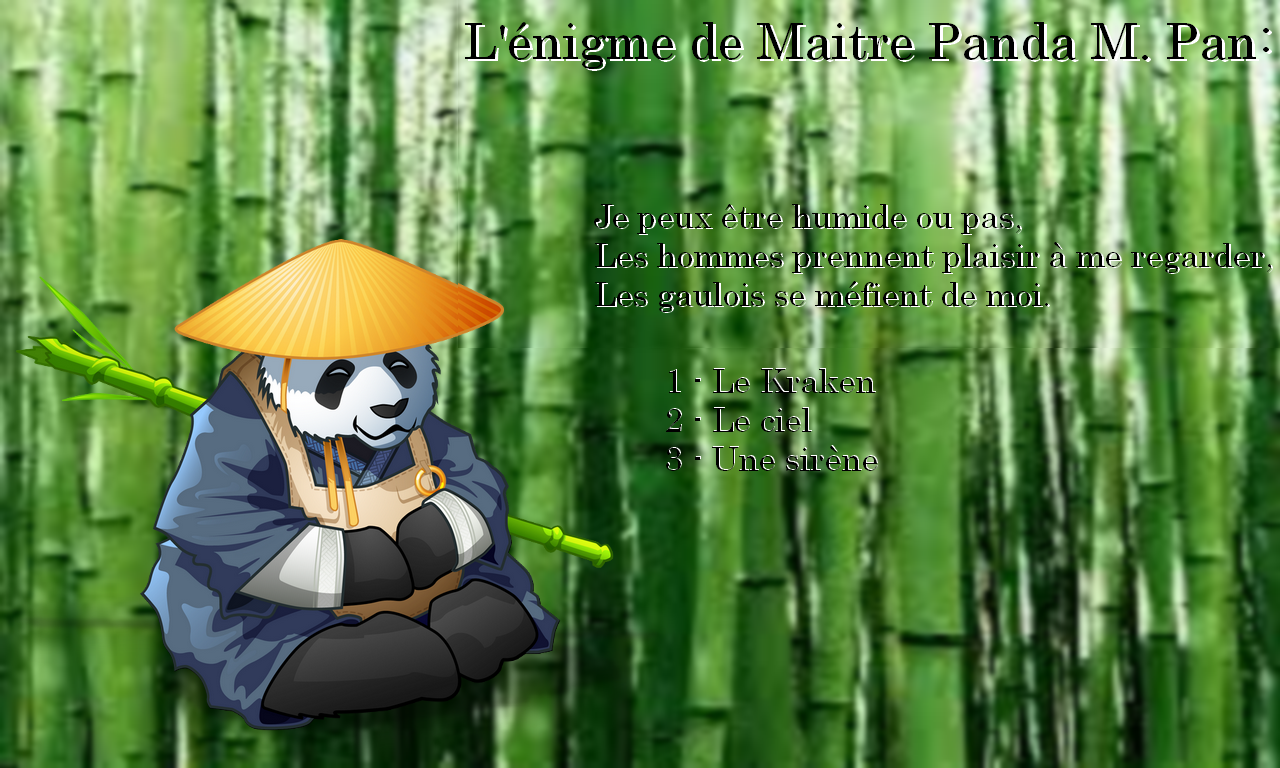 L'énigme de Maitre Panda M. Pan:
Je peux être humide ou pas,
Les hommes prennent plaisir à me regarder,
Les gaulois se méfient de moi.
1 - Le Kraken
2 - Le ciel
3 - Une sirène